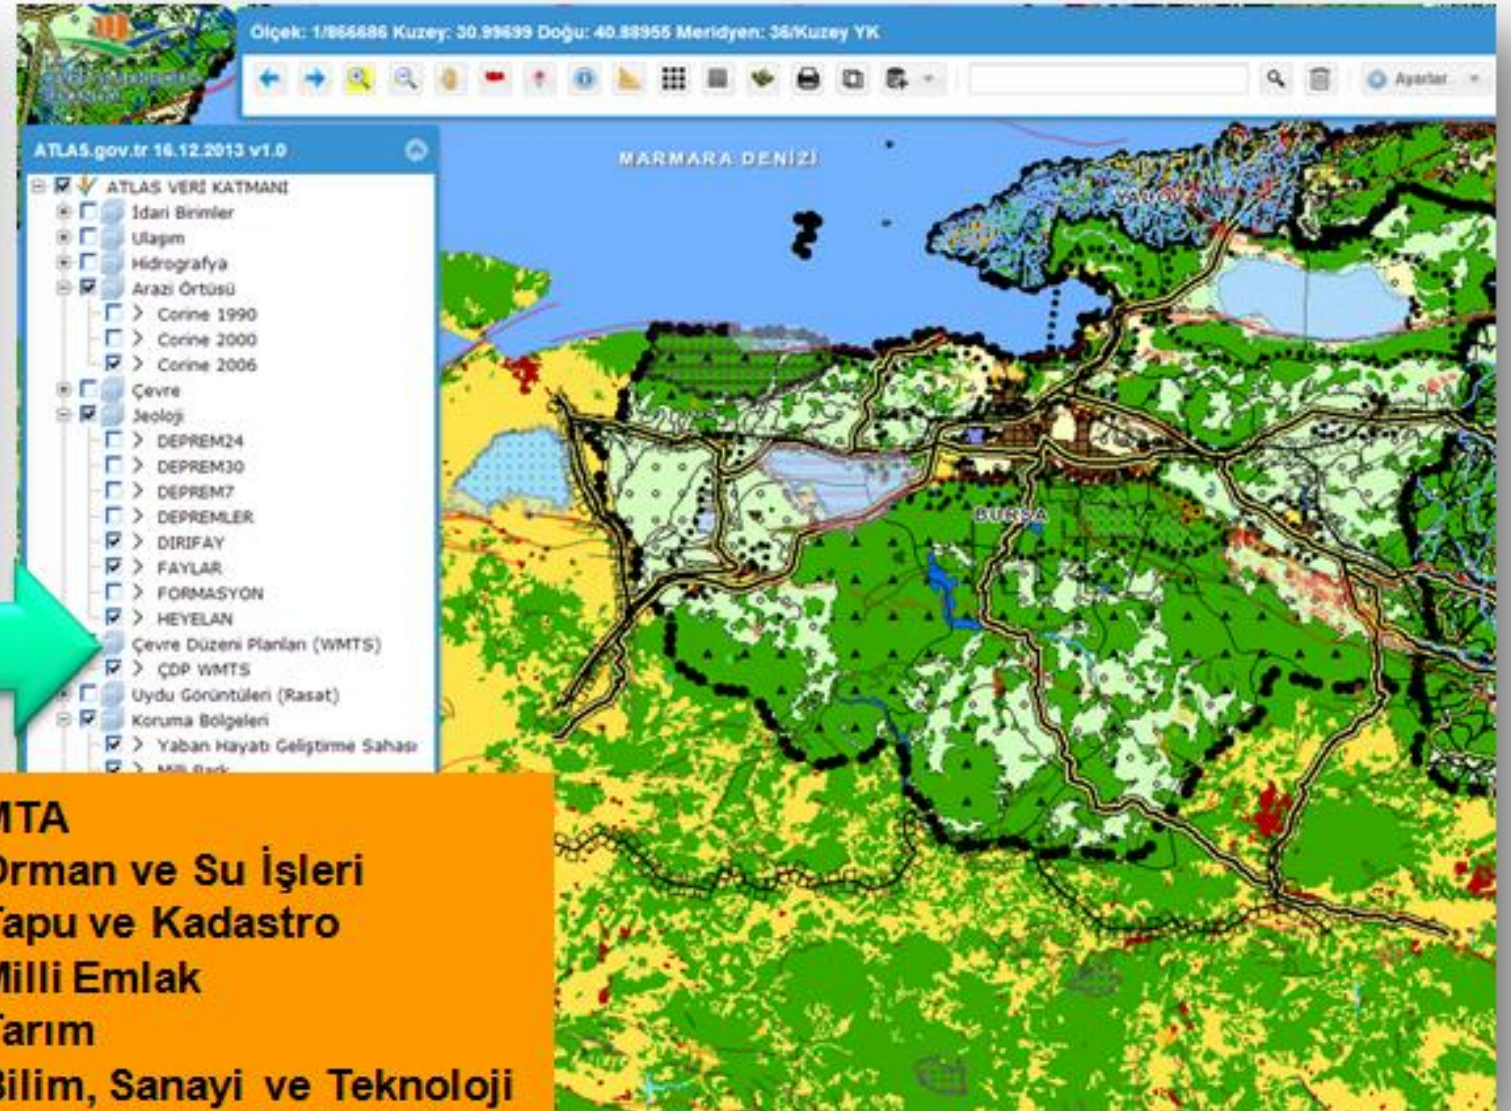 Ölçek: 1/866686 Kuzey: 30.99699 Doğu: 40.88955 Meridyen: 36/Kuzey YK
Ayarlar
ATLAS.gov.tr 16.12.2013 v1.0
ATLAS VERİ KATMANI
İdari Birimler
Ulaşım
Hidrografya
Arazi Örtüsü
Corine 1990
Corine 2000
Corine 2006
Çevre
Jeoloji
DEPREM24
DEPREM30
DEPREM7
DEPREMLER
DIRIFAY
FAYLAR
FORMASYON
HEYELAN
Çevre Düzeni Planları (WMTS)
ÇDP WMTS
Uydu Görüntüleri (Rasat)
Koruma Bölgeleri
Yaban Hayatı Geliştirme Sahası
Milli Park
MARMARA DENİZİ
YALOVA
BURSA
MTA
Orman ve Su İşleri
Tapu ve Kadastro
Milli Emlak
Tarım
Bilim, Sanayi ve Teknoloji